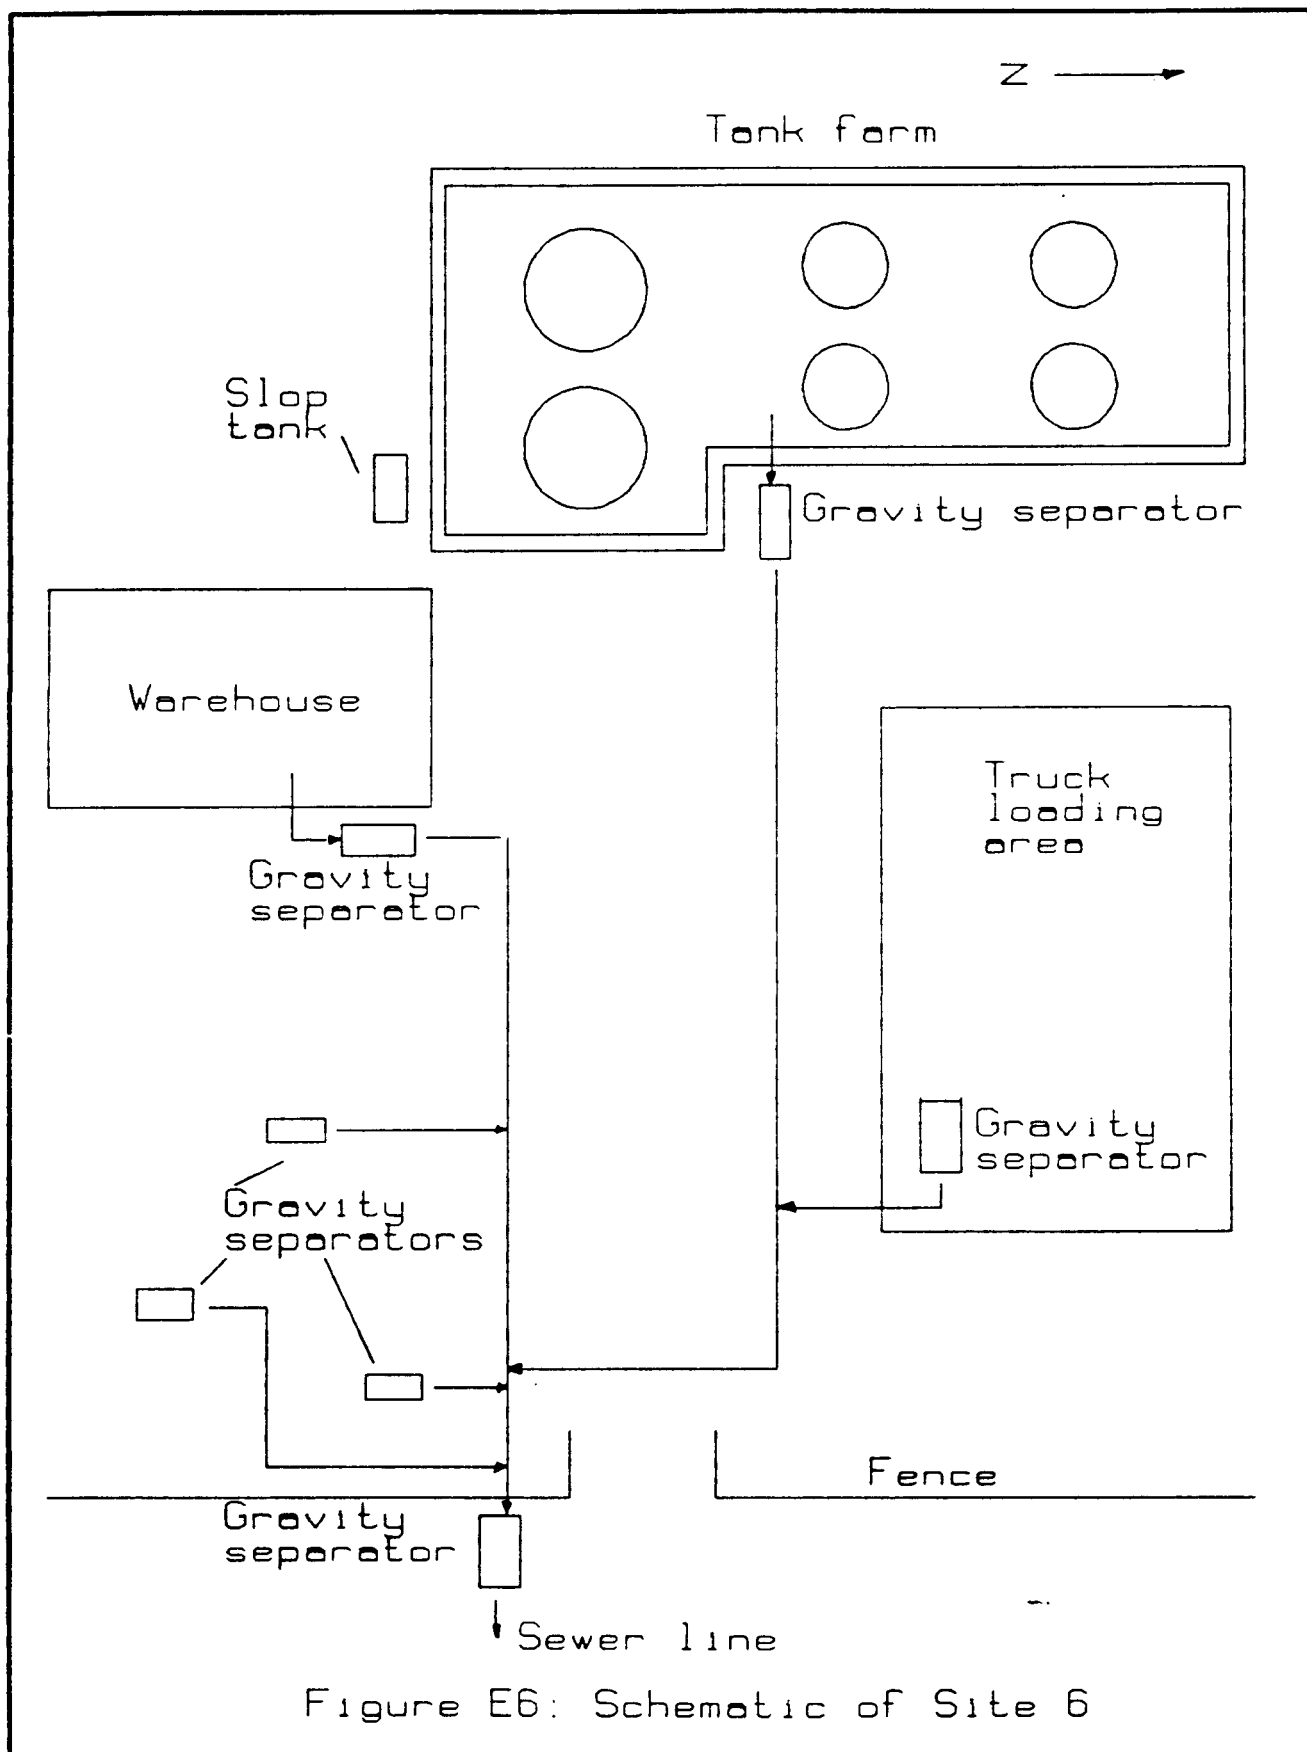 N
Tank farm
Slop
tank
Gravity separator
Warehouse
Truck
loading
area
Gravity
separator
Gravity
separator
Gravity
separators
Fence
Gravity
separator
Sewer line
Figure E6: Schematic of Site 6